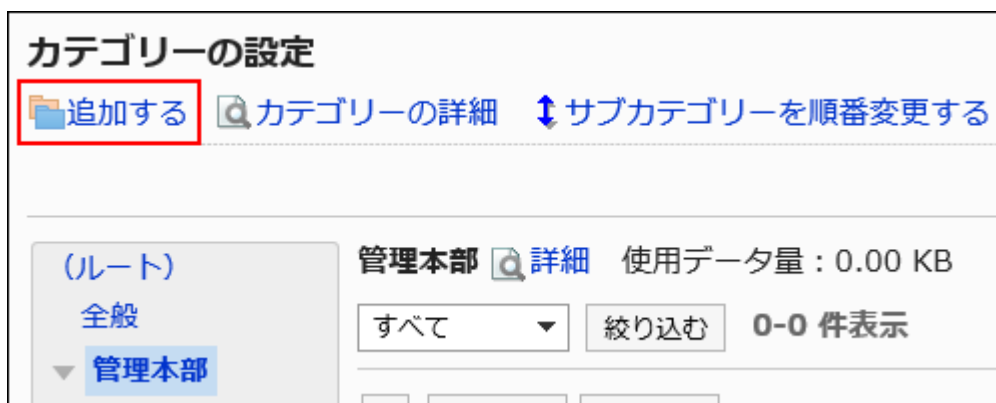 カテゴリーの設定
追加する カテゴリーの詳細 サブカテゴリーを順番変更する
(ルート)
全般
管理本部
管理本部 詳細 使用データ量:0.00 KB
すべて 絞り込む 0-0 件表示